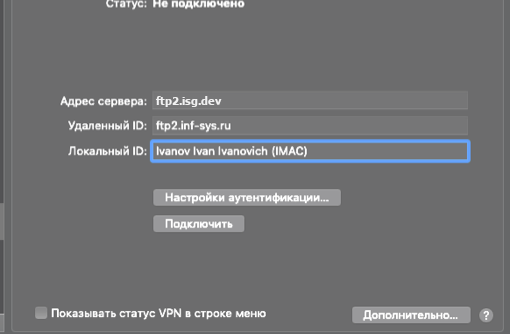 Статус: Не подключено
Адрес сервера: ftp2.isg.dev
Удаленный ID: ftp2.inf-sys.ru
Локальный ID: Ivanov Ivan Ivanovich (IMAC)
Настройки аутентификации...
Подключить
Показывать статус VPN в строке меню Дополнительно... ?